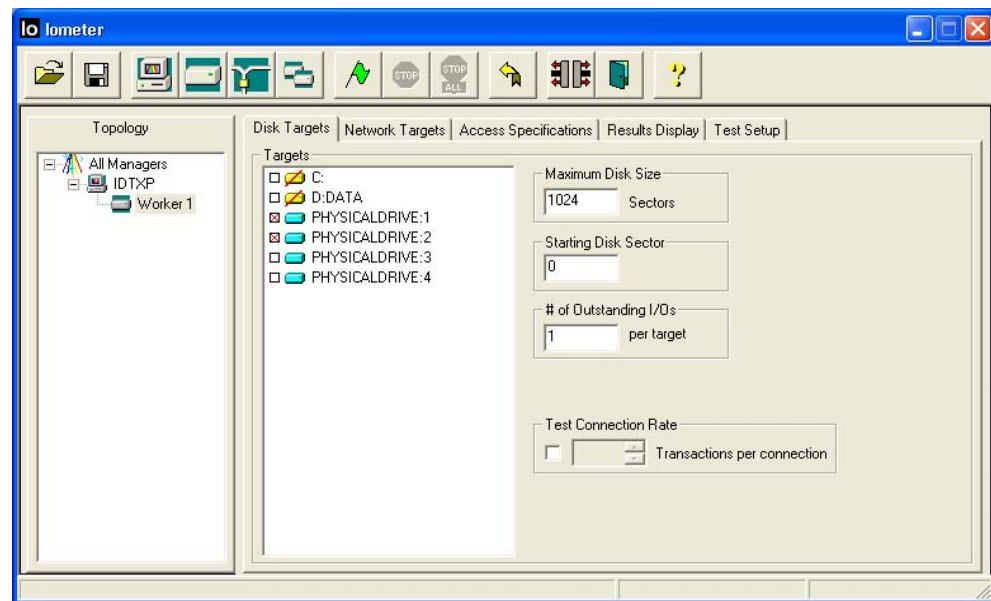 Io Iometer
STOP
STOP ALL
?
Topology
All Managers
IDTXP
Worker 1
Disk Targets
Network Targets
Access Specifications
Results Display
Test Setup
Targets
C:
D:DATA
PHYSICALDRIVE:1
PHYSICALDRIVE:2
PHYSICALDRIVE:3
PHYSICALDRIVE:4
Maximum Disk Size
1024 Sectors
Starting Disk Sector
0
# of Outstanding I/Os
1 per target
Test Connection Rate
Transactions per connection